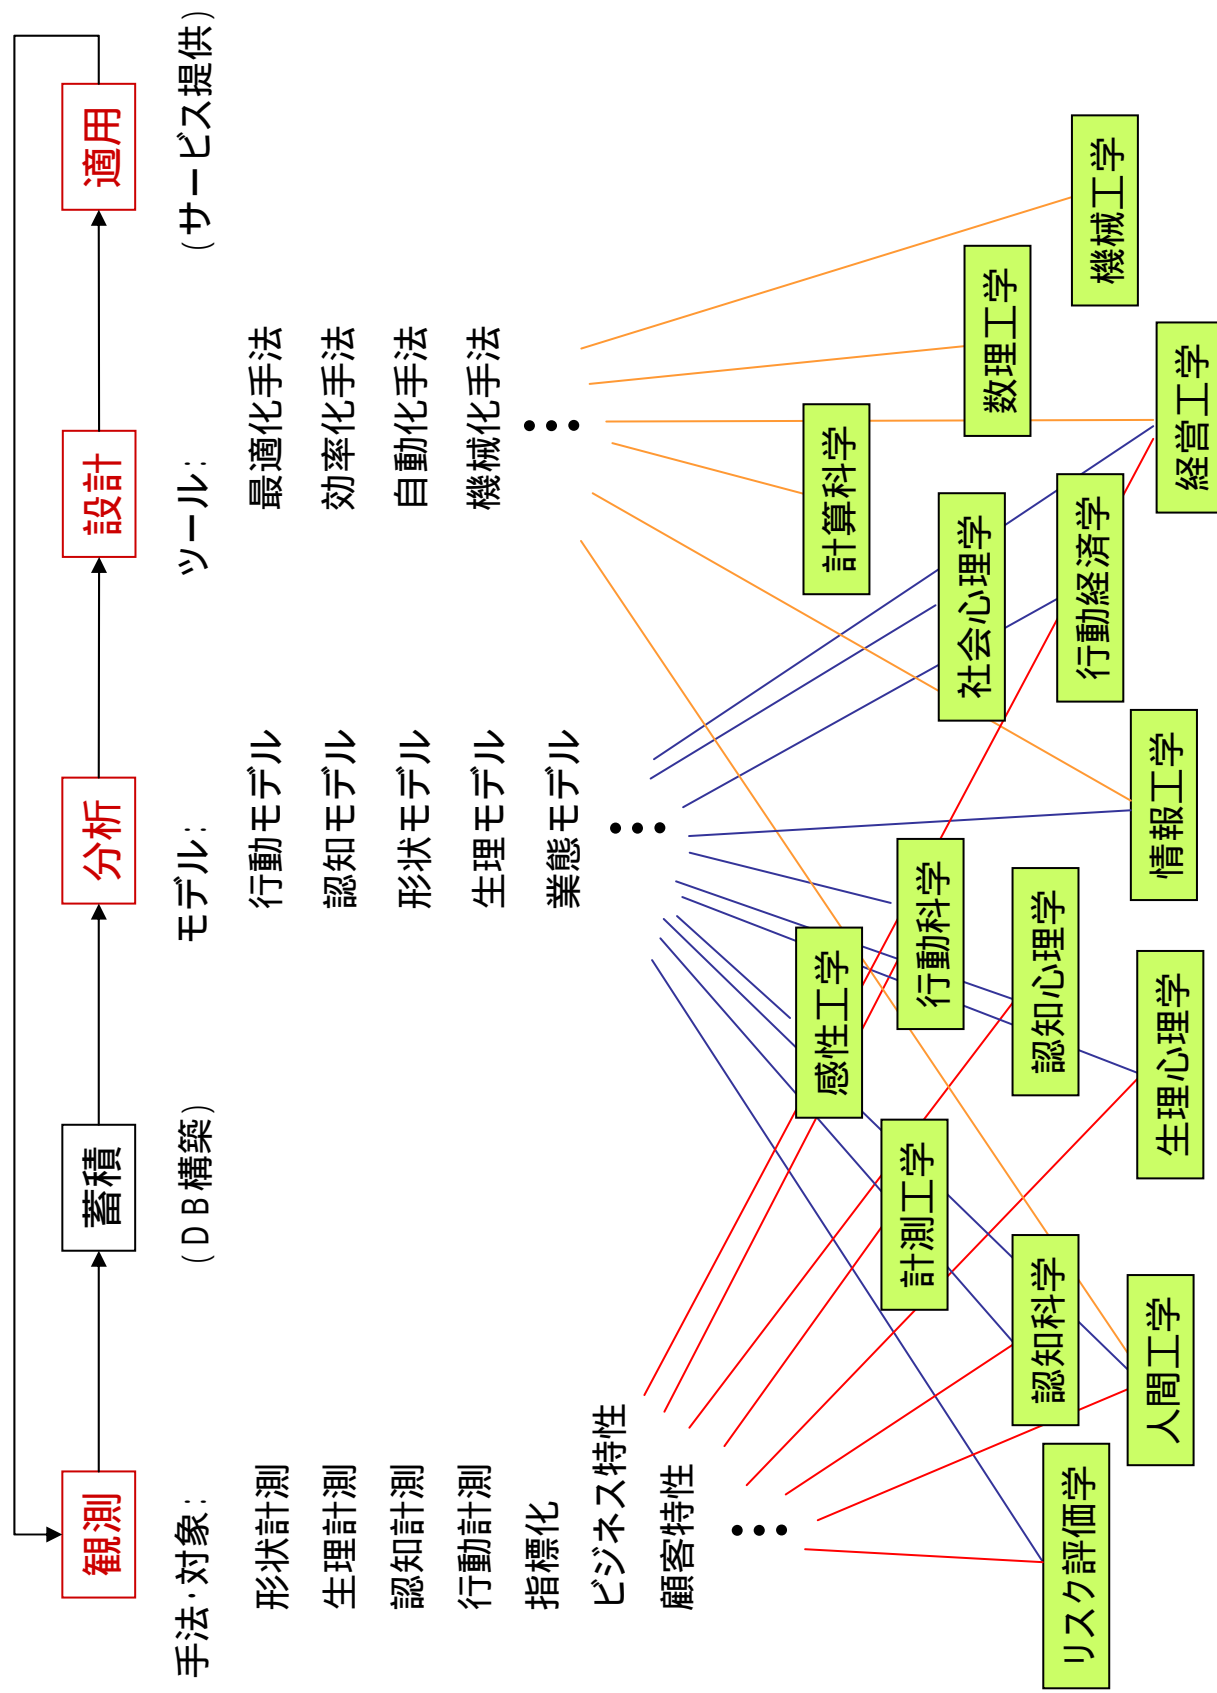 観測
蓄積
分析
設計
適用
手法・対象：
（ＤＢ構築）
モデル：
ツール：
（サービス提供）
形状計測
生理計測
認知計測
行動計測
指標化
ビジネス特性
顧客特性
•••
行動モデル
認知モデル
形状モデル
生理モデル
業態モデル
•••
最適化手法
効率化手法
自動化手法
機械化手法
•••
感性工学
計算科学
計測工学
行動科学
社会心理学
数理工学
リスク評価学
認知科学
認知心理学
行動経済学
機械工学
人間工学
生理心理学
情報工学
経営工学